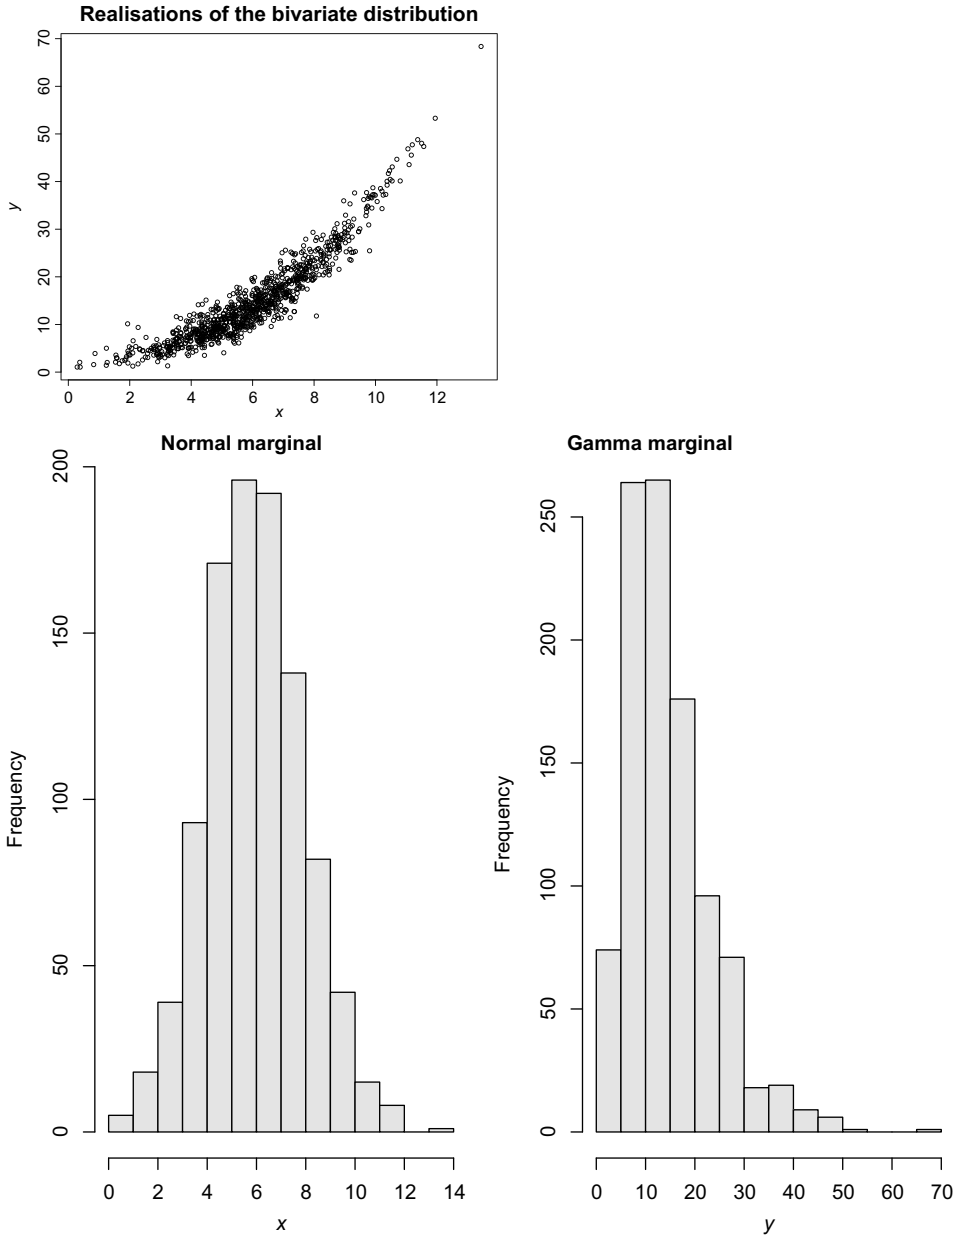 Realisations of the bivariate distribution
70
60
50
40
30
20
10
0
y
0 2 4 6 8 10 12
x
Normal marginal
200
150
100
50
0
Frequency
0 2 4 6 8 10 12 14
x
Gamma marginal
250
200
150
100
50
0
Frequency
0 10 20 30 40 50 60 70
y